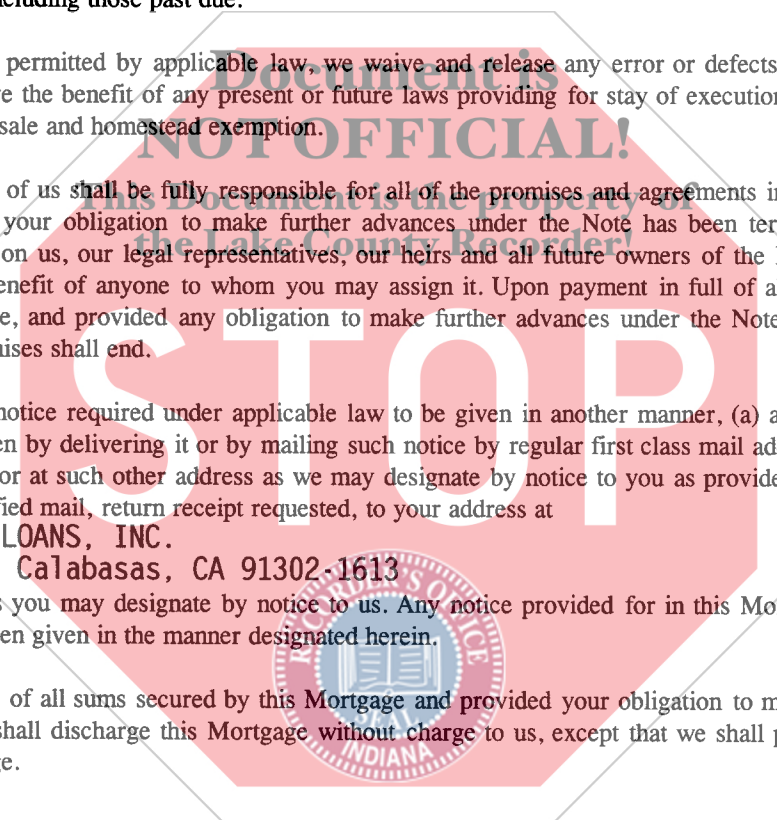 cluding those past due.
permitted by applicable law, we waive and release any error or defects
Document is
e the benefit of any present or future laws providing for stay of execution
sale and homestead exemption.
NOT OFFICIAL!
of us shall be fully responsible for all of the promises and agreements in
This Document is the property of
your obligation to make further advances under the Note has been ter
the Lake County Recorder!
on us, our legal representatives, our heirs and all future owners of the
enefit of anyone to whom you may assign it. Upon payment in full of a
e, and provided any obligation to make further advances under the Note
ises shall end.
STOP
notice required under applicable law to be given in another manner, (a) a
en by delivering it or by mailing such notice by regular first class mail ad
or at such other address as we may designate by notice to you as provide
fied mail, return receipt requested, to your address at
LOANS, INC.
Calabasas, CA 91302-1613
s you may designate by notice to us. Any notice provided for in this Mo
en given in the manner designated herein.
RECORDER'S OFFICE
SEAL
INDIANA
of all sums secured by this Mortgage and provided your obligation to m
shall discharge this Mortgage without charge to us, except that we shall p
ge.